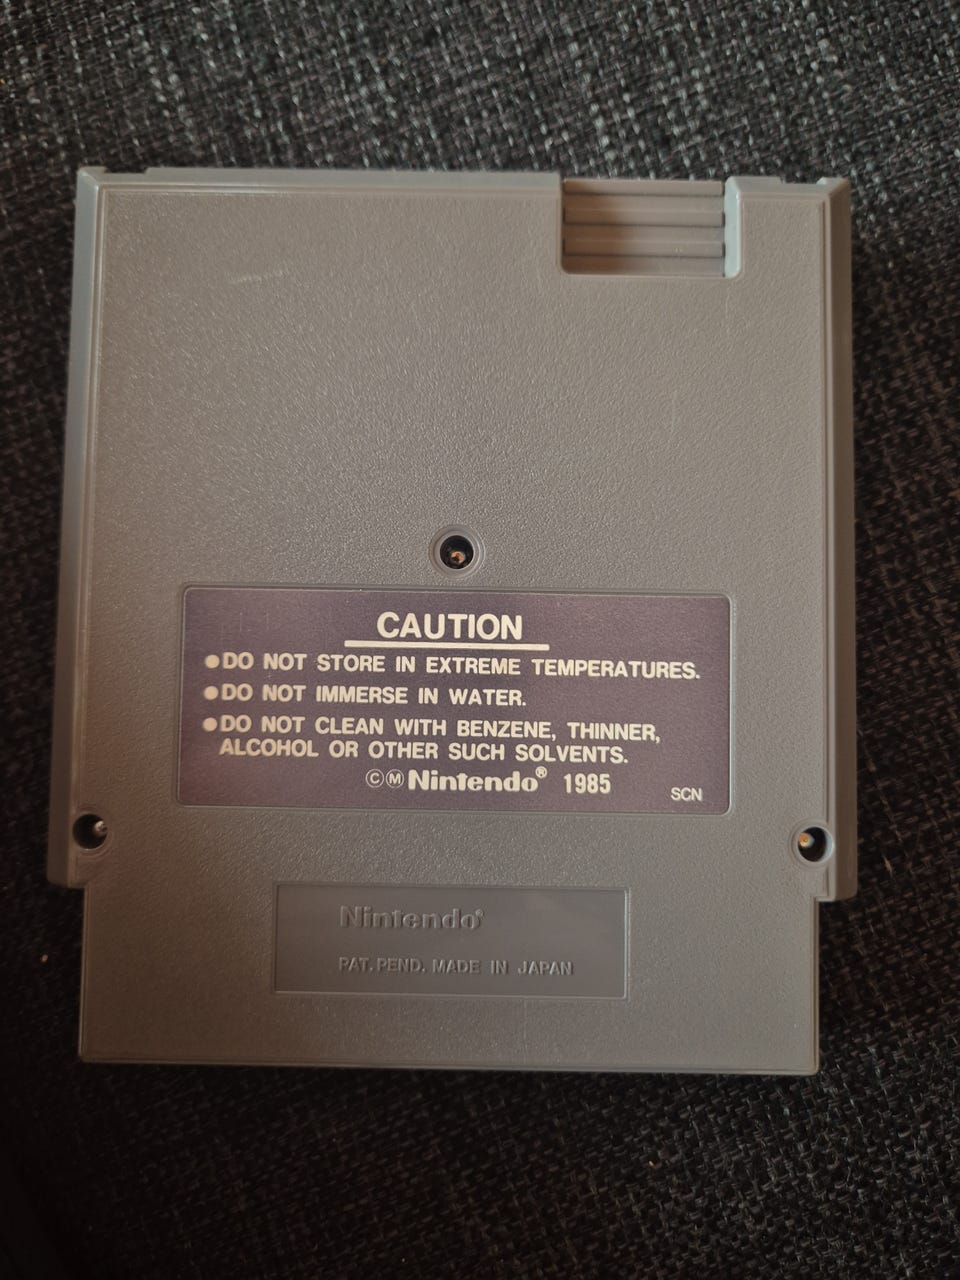 CAUTION
●DO NOT STORE IN EXTREME TEMPERATURES.
●DO NOT IMMERSE IN WATER.
●DO NOT CLEAN WITH BENZENE, THINNER,
ALCOHOL OR OTHER SUCH SOLVENTS.
©Ⓜ Nintendo® 1985
SCN
Nintendo®
PAT. PEND. MADE IN JAPAN